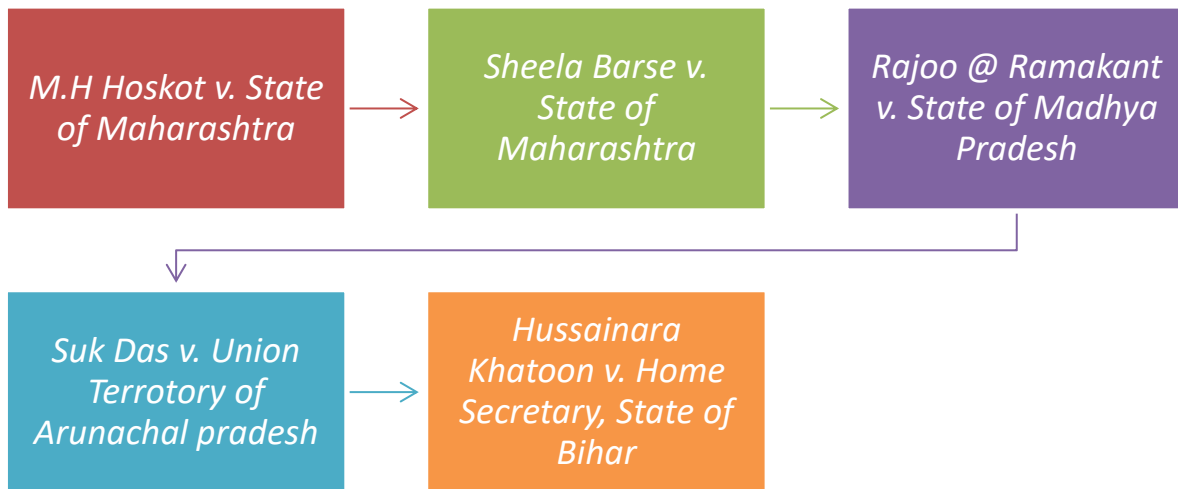 M.H Hoskot v. State
of Maharashtra
Sheela Barse v.
State of
Maharashtra
Rajoo @ Ramakant
v. State of Madhya
Pradesh
Suk Das v. Union
Terrotory of
Arunachal pradesh
Hussainara
Khatoon v. Home
Secretary, State of
Bihar